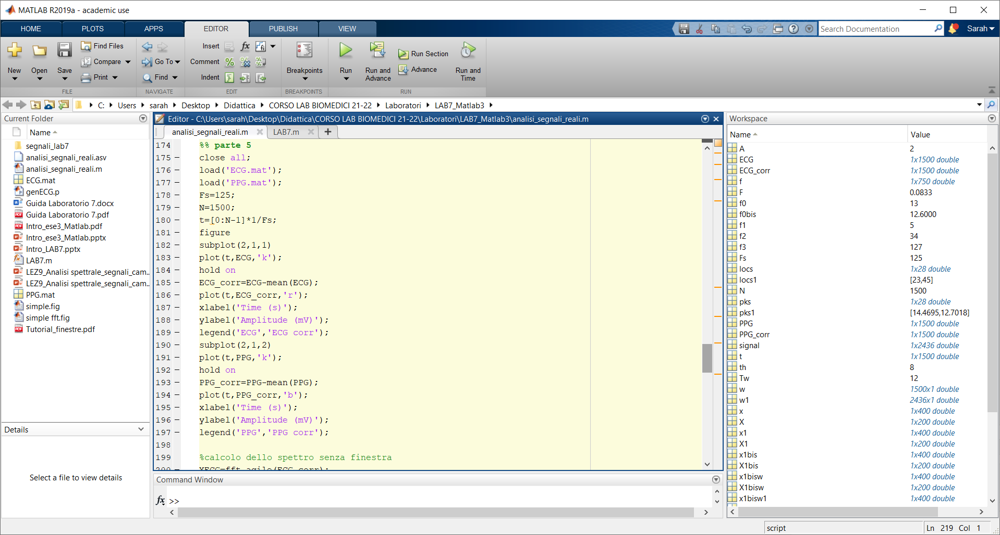 MATLAB R2019a - academic use
HOME PLOTS APPS EDITOR PUBLISH VIEW
Search Documentation
Sarah
New
Open
Save
Find Files
Compare
Print
FILE
Go To
Find
NAVIGATE
Insert
fx
fi
Comment
Indent
EDIT
Breakpoints
BREAKPOINTS
Run
Run and Advance
Run Section
Advance
Run and Time
RUN
C: Users sarah Desktop Didattica CORSO LAB BIOMEDICI 21-22 Laboratori LAB7_Matlab3
Current Folder
Name
segnali_lab7
analisi_segnali_reali.asv
analisi_segnali_reali.m
ECG.mat
genECG.p
Guida Laboratorio 7.docx
Guida Laboratorio 7.pdf
Intro_ese3_Matlab.pdf
Intro_ese3_Matlab.pptx
Intro_LAB7.pptx
LAB7.m
LEZ9_Analisi spettrale_segnali_cam...
LEZ9_Analisi spettrale_segnali_cam...
PPG.mat
simple.fig
simple fft.fig
Tutorial_finestre.pdf
Details
Select a file to view details
Editor - C:\Users\sarah\Desktop\Didattica\CORSO LAB BIOMEDICI 21-22\Laboratori\LAB7_Matlab3\analisi_segnali_reali.m
analisi_segnali_reali.m LAB7.m
174 %% parte 5
175 – close all;
176 – load('ECG.mat');
177 – load('PPG.mat');
178 – Fs=125;
179 – N=1500;
180 – t=[0:N-1]*1/Fs;
181 – figure
182 – subplot(2,1,1)
183 – plot(t,ECG,'k');
184 – hold on
185 – ECG_corr=ECG-mean(ECG);
186 – plot(t,ECG_corr,'r');
187 – xlabel('Time (s)');
188 – ylabel('Amplitude (mV)');
189 – legend('ECG','ECG corr');
190 – subplot(2,1,2)
191 – plot(t,PPG,'k');
192 – hold on
193 – PPG_corr=PPG-mean(PPG);
194 – plot(t,PPG_corr,'b');
195 – xlabel('Time (s)');
196 – ylabel('Amplitude (mV)');
197 – legend('PPG','PPG corr');
198
199 %calcolo dello spettro senza finestra
Command Window
fx >>
Workspace
Name Value
A 2
ECG 1x1500 double
ECG_corr 1x1500 double
f 1x750 double
F 0.0833
f0 13
f0bis 12.6000
f1 5
f2 34
f3 127
Fs 125
locs 1x28 double
locs1 [23,45]
N 1500
pks 1x28 double
pks1 [14.4695,12.7018]
PPG 1x1500 double
PPG_corr 1x1500 double
signal 1x2436 double
t 1x1500 double
th 8
Tw 12
w 1500x1 double
w1 2436x1 double
x 1x400 double
X 1x200 double
x1 1x400 double
X1 1x200 double
x1bis 1x400 double
X1bis 1x200 double
x1bisw 1x400 double
X1bisw 1x200 double
x1bisw1 1x400 double
script
Ln 219 Col 1